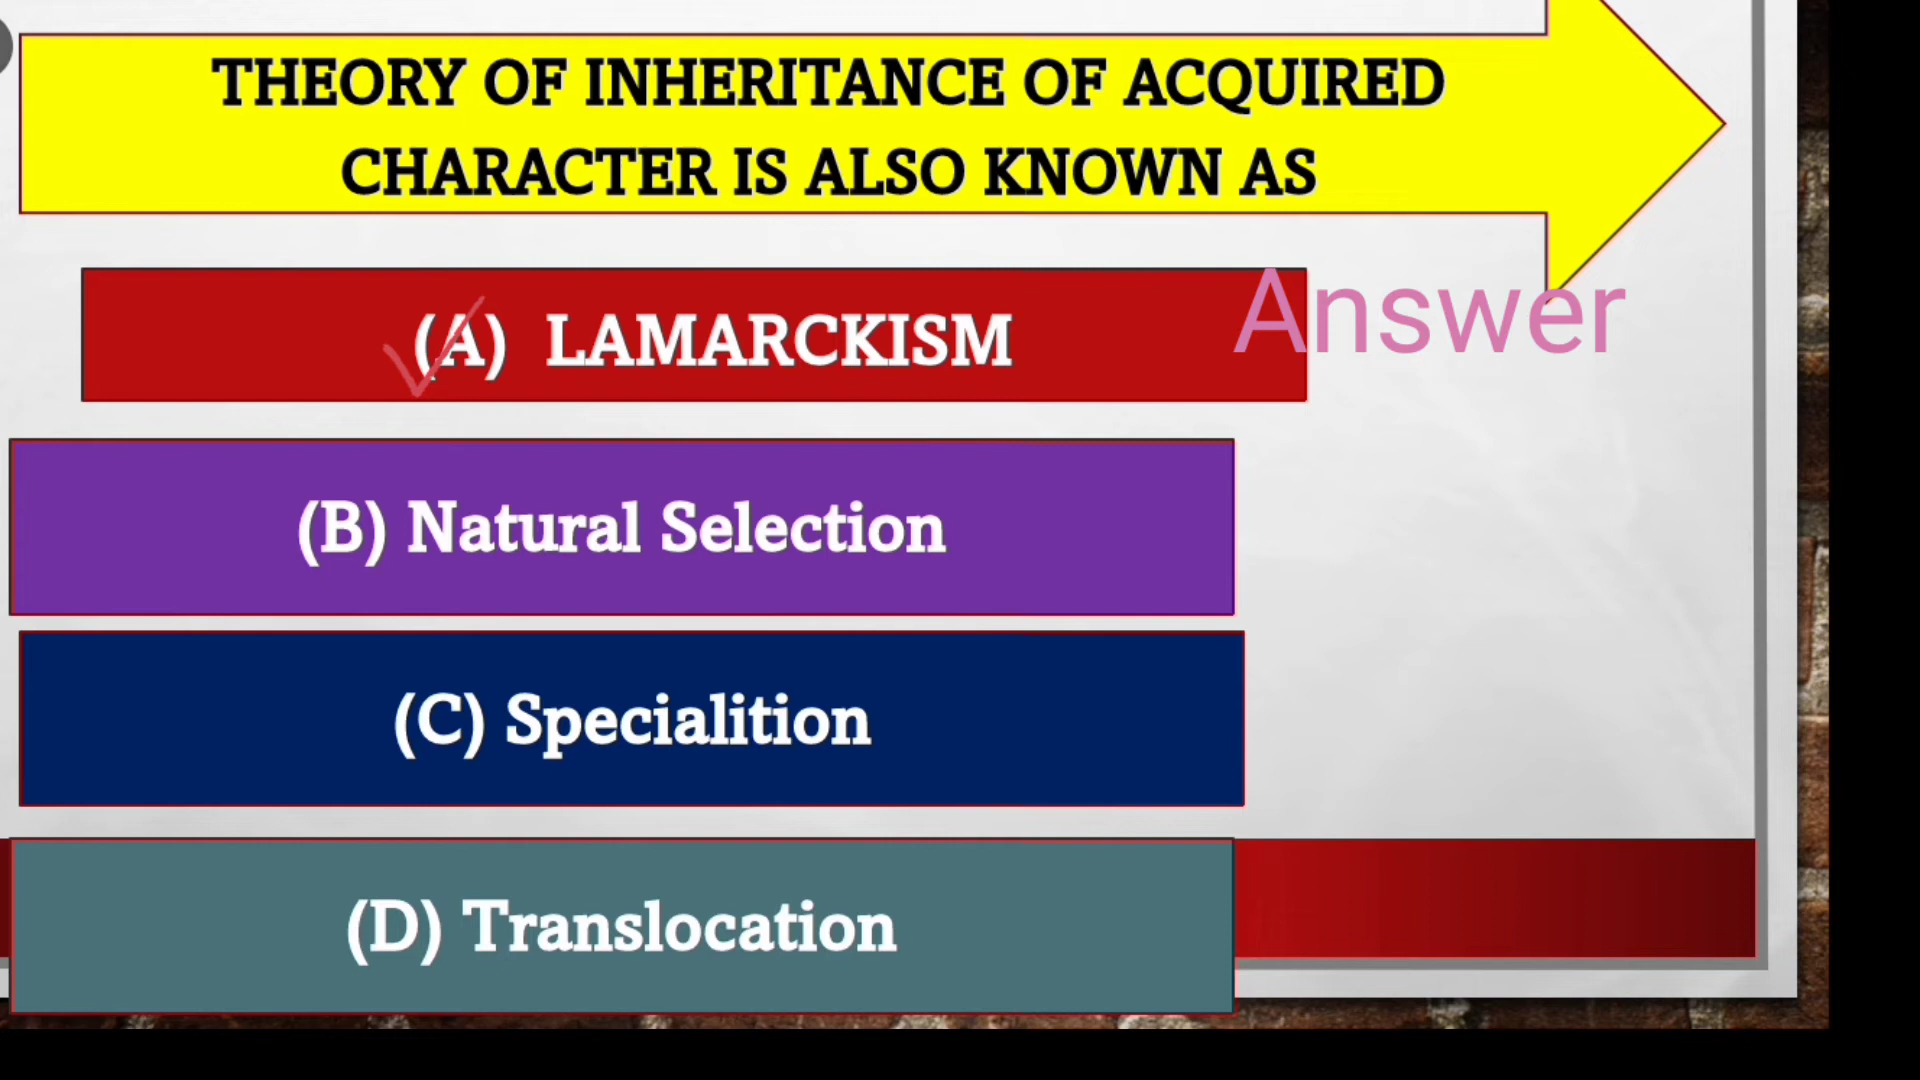 THEORY OF INHERITANCE OF ACQUIRED
CHARACTER IS ALSO KNOWN AS
(A) LAMARCKISM
Answer
(B) Natural Selection
(C) Specialition
(D) Translocation